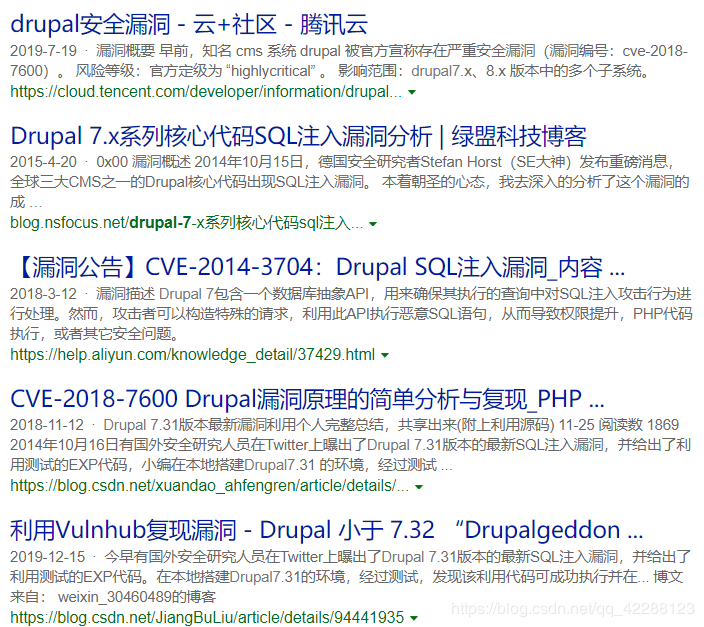 drupal安全漏洞 - 云+社区 - 腾讯云
2019-7-19 · 漏洞概要 早前，知名 cms 系统 drupal 被官方宣称存在严重安全漏洞（漏洞编号：cve-2018-
7600）。 风险等级：官方定级为 “highlycritical” 。 影响范围：drupal7.x、8.x 版本中的多个子系统。
https://cloud.tencent.com/developer/information/drupal...
Drupal 7.x系列核心代码SQL注入漏洞分析 | 绿盟科技博客
2015-4-20 · 0x00 漏洞概述 2014年10月15日，德国安全研究者Stefan Horst（SE大神）发布重磅消息，
全球三大CMS之一的Drupal核心代码出现SQL注入漏洞。 本着朝圣的心态，我去深入的分析了这个漏洞的
成 ...
blog.nsfocus.net/drupal-7-x系列核心代码sql注入...
【漏洞公告】CVE-2014-3704：Drupal SQL注入漏洞_内容 ...
2018-3-12 · 漏洞描述 Drupal 7包含一个数据库抽象API，用来确保其执行的查询中对SQL注入攻击行为进
行处理。然而，攻击者可以构造特殊的请求，利用此API执行恶意SQL语句，从而导致权限提升，PHP代码
执行，或者其它安全问题。
https://help.aliyun.com/knowledge_detail/37429.html
CVE-2018-7600 Drupal漏洞原理的简单分析与复现_PHP ...
2018-11-12 · Drupal 7.31版本最新漏洞利用个人完整总结，共享出来(附上利用源码) 11-25 阅读数 1869
2014年10月16日有国外安全研究人员在Twitter上曝出了Drupal 7.31版本的最新SQL注入漏洞，并给出了利
用测试的EXP代码，小编在本地搭建Drupal7.31 的环境，经过测试 ...
https://blog.csdn.net/xuandao_ahfengren/article/details/...
利用Vulnhub复现漏洞 - Drupal 小于 7.32 “Drupalgeddon ...
2019-12-15 · 今早有国外安全研究人员在Twitter上曝出了Drupal 7.31版本的最新SQL注入漏洞，并给出了
利用测试的EXP代码。在本地搭建Drupal7.31的环境，经过测试，发现该利用代码可成功执行并在... 博文
来自： weixin_30460489的博客
https://blog.csdn.net/JiangBuLiu/article/details/94441935
https://blog.csdn.net/qq_42288123